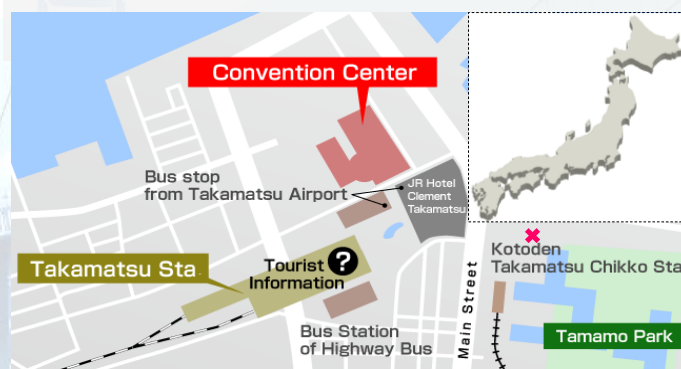 Convention Center
Bus stop
from Takamatsu Airport
JR Hotel
Clement
Takamatsu
Kotoden
Takamatsu Chikko Sta
Takamatsu Sta.
Tourist
Information
?
Bus Station
of Highway Bus
Main Street
Tamamo Park